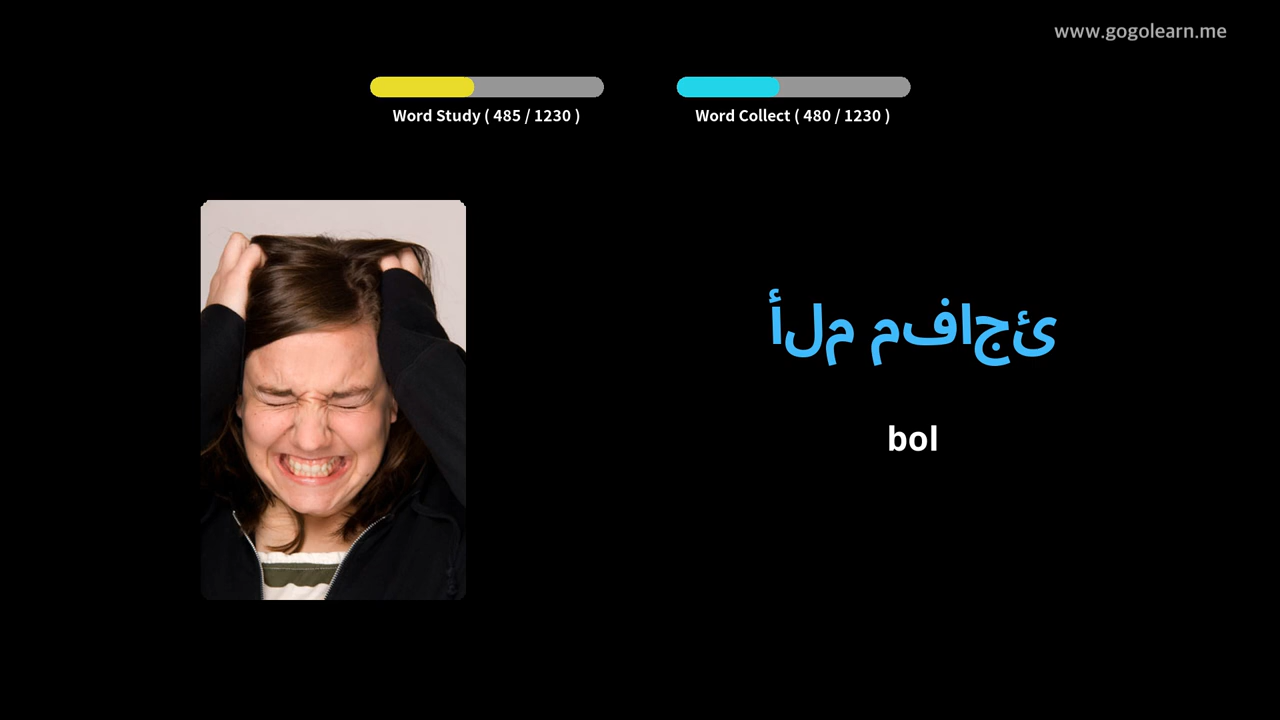 www.gogolearn.me
Word Study ( 485 / 1230 )
Word Collect ( 480 / 1230 )
ألم مفاجئ
bol